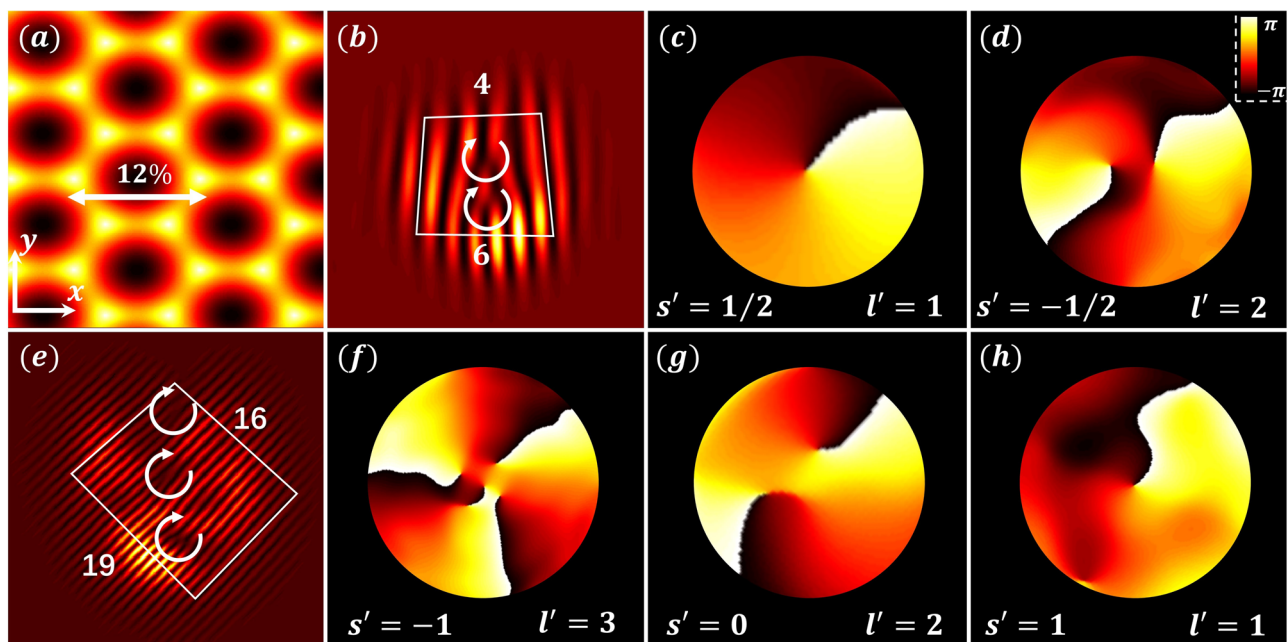 (a)
12%
y
x
(b)
4
6
(c)
s′ = 1/2 l′ = 1
(d)
π
−π
s′ = −1/2 l′ = 2
(e)
16
19
(f)
s′ = −1 l′ = 3
(g)
s′ = 0 l′ = 2
(h)
s′ = 1 l′ = 1